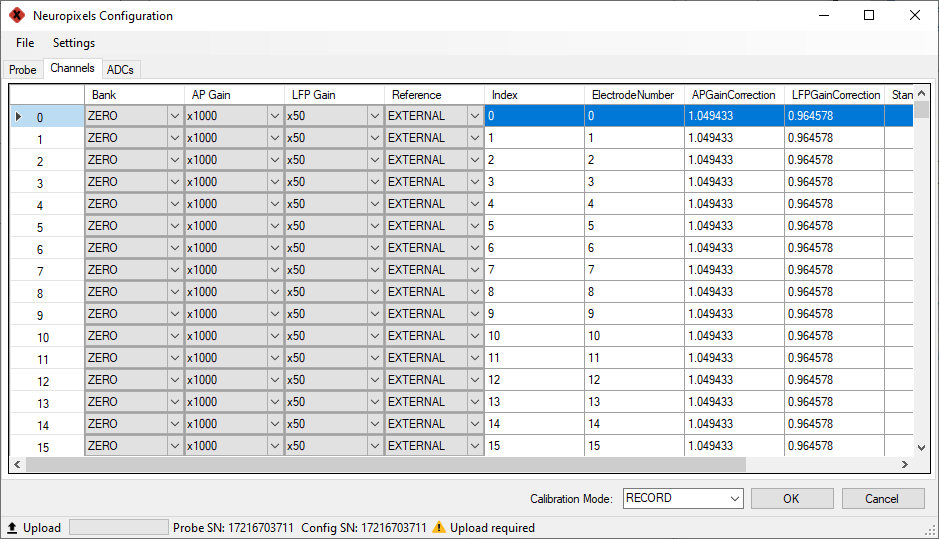 Neuropixels Configuration
File Settings
Probe Channels ADCs
Bank AP Gain LFP Gain Reference Index ElectrodeNumber APGainCorrection LFPGainCorrection Stan
0 ZERO x1000 x50 EXTERNAL 0 0 1.049433 0.964578
1 ZERO x1000 x50 EXTERNAL 1 1 1.049433 0.964578
2 ZERO x1000 x50 EXTERNAL 2 2 1.049433 0.964578
3 ZERO x1000 x50 EXTERNAL 3 3 1.049433 0.964578
4 ZERO x1000 x50 EXTERNAL 4 4 1.049433 0.964578
5 ZERO x1000 x50 EXTERNAL 5 5 1.049433 0.964578
6 ZERO x1000 x50 EXTERNAL 6 6 1.049433 0.964578
7 ZERO x1000 x50 EXTERNAL 7 7 1.049433 0.964578
8 ZERO x1000 x50 EXTERNAL 8 8 1.049433 0.964578
9 ZERO x1000 x50 EXTERNAL 9 9 1.049433 0.964578
10 ZERO x1000 x50 EXTERNAL 10 10 1.049433 0.964578
11 ZERO x1000 x50 EXTERNAL 11 11 1.049433 0.964578
12 ZERO x1000 x50 EXTERNAL 12 12 1.049433 0.964578
13 ZERO x1000 x50 EXTERNAL 13 13 1.049433 0.964578
14 ZERO x1000 x50 EXTERNAL 14 14 1.049433 0.964578
15 ZERO x1000 x50 EXTERNAL 15 15 1.049433 0.964578
Calibration Mode: RECORD OK Cancel
Upload Probe SN: 17216703711 Config SN: 17216703711 Upload required